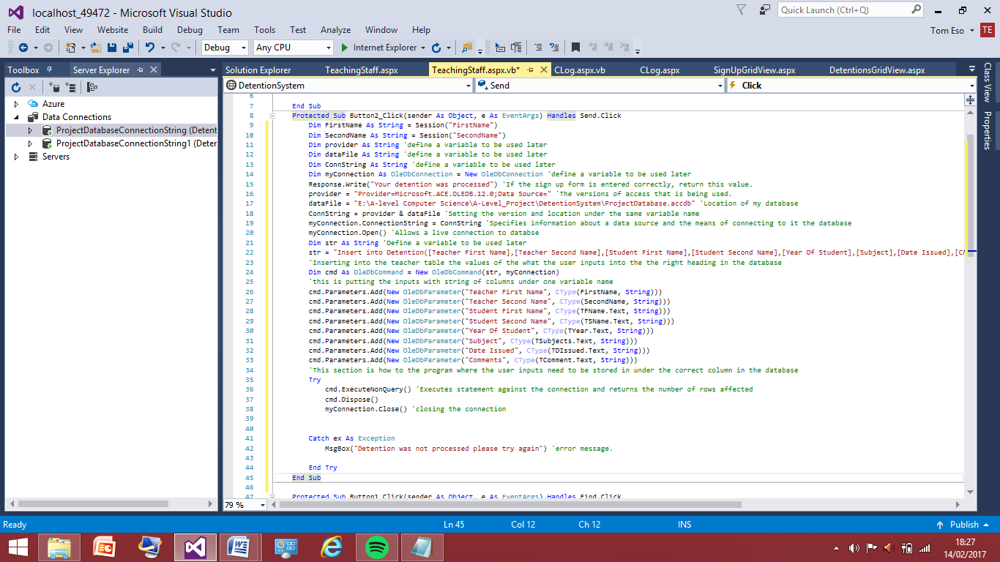 localhost_49472 - Microsoft Visual Studio
Quick Launch (Ctrl+Q)
File Edit View Website Build Debug Team Tools Test Analyze Window Help
Tom Eso TE
Debug Any CPU Internet Explorer
Toolbox Server Explorer Solution Explorer TeachingStaff.aspx TeachingStaff.aspx.vb* CLog.aspx.vb CLog.aspx SignUpGridView.aspx DetentionsGridView.aspx
Class View
Properties
DetentionSystem Send Click
Azure
Data Connections
ProjectDatabaseConnectionString (Detent
ProjectDatabaseConnectionString1 (Deter
Servers
6
7 End Sub
8 Protected Sub Button2_Click(sender As Object, e As EventArgs) Handles Send.Click
9 Dim FirstName As String = Session("FirstName")
10 Dim SecondName As String = Session("SecondName")
11 Dim provider As String 'define a variable to be used later
12 Dim dataFile As String 'define a variable to be used later
13 Dim ConnString As String 'define a variable to be used later
14 Dim myConnection As OleDbConnection = New OleDbConnection 'define a variable to be used later
15 Response.Write("Your detention was processed") 'If the sign up form is entered correctly, return this value.
16 provider = "Provider=Microsoft.ACE.OLEDB.12.0;Data Source=" 'The versions of access that is being used.
17 dataFile = "E:\A-level Computer Science\A-Level_Project\DetentionSystem\ProjectDatabase.accdb" 'Location of my database
18 ConnString = provider & dataFile 'Setting the version and location under the same variable name
19 myConnection.ConnectionString = ConnString 'Specifies information about a data source and the means of connecting to it the database
20 myConnection.Open() 'Allows a live connection to databse
21 Dim str As String 'Define a variable to be used later
22 str = "Insert into Detention([Teacher First Name],[Teacher Second Name],[Student First Name],[Student Second Name],[Year Of Student],[Subject],[Date Issued],[Co
23 'Inserting into the teacher table the values of the what the user inputs into the the right heading in the database
24 Dim cmd As OleDbCommand = New OleDbCommand(str, myConnection)
25 'this is putting the inputs with string of columns under one variable name
26 cmd.Parameters.Add(New OleDbParameter("Teacher First Name", CType(FirstName, String)))
27 cmd.Parameters.Add(New OleDbParameter("Teacher Second Name", CType(SecondName, String)))
28 cmd.Parameters.Add(New OleDbParameter("Student First Name", CType(TFName.Text, String)))
29 cmd.Parameters.Add(New OleDbParameter("Student Second Name", CType(TSName.Text, String)))
30 cmd.Parameters.Add(New OleDbParameter("Year Of Student", CType(TYear.Text, String)))
31 cmd.Parameters.Add(New OleDbParameter("Subject", CType(TSubjects.Text, String)))
32 cmd.Parameters.Add(New OleDbParameter("Date Issued", CType(TDIssued.Text, String)))
33 cmd.Parameters.Add(New OleDbParameter("Comments", CType(TComment.Text, String)))
34 'This section is how to the program where the user inputs need to be stored in under the correct column in the database
35 Try
36 cmd.ExecuteNonQuery() 'Executes statement against the connection and returns the number of rows affected
37 cmd.Dispose()
38 myConnection.Close() 'closing the connection
39
40
41 Catch ex As Exception
42 MsgBox("Detention was not processed please try again") 'error message.
43
44 End Try
45 End Sub
46
47 Protected Sub Button1_Click(sender As Object, e As EventArgs) Handles Find.Click
79 %
Ready Ln 45 Col 12 Ch 12 INS Publish
18:27
14/02/2017